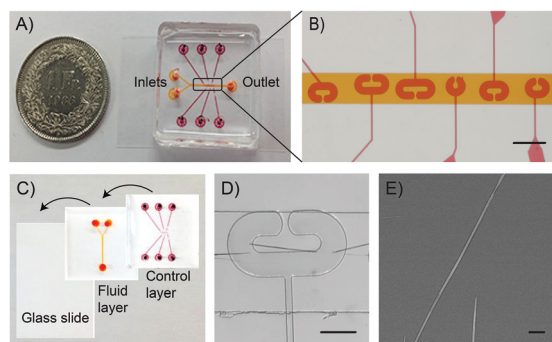 A)
Inlets
Outlet
B)
C)
Glass slide
Fluid
layer
Control
layer
D)
E)